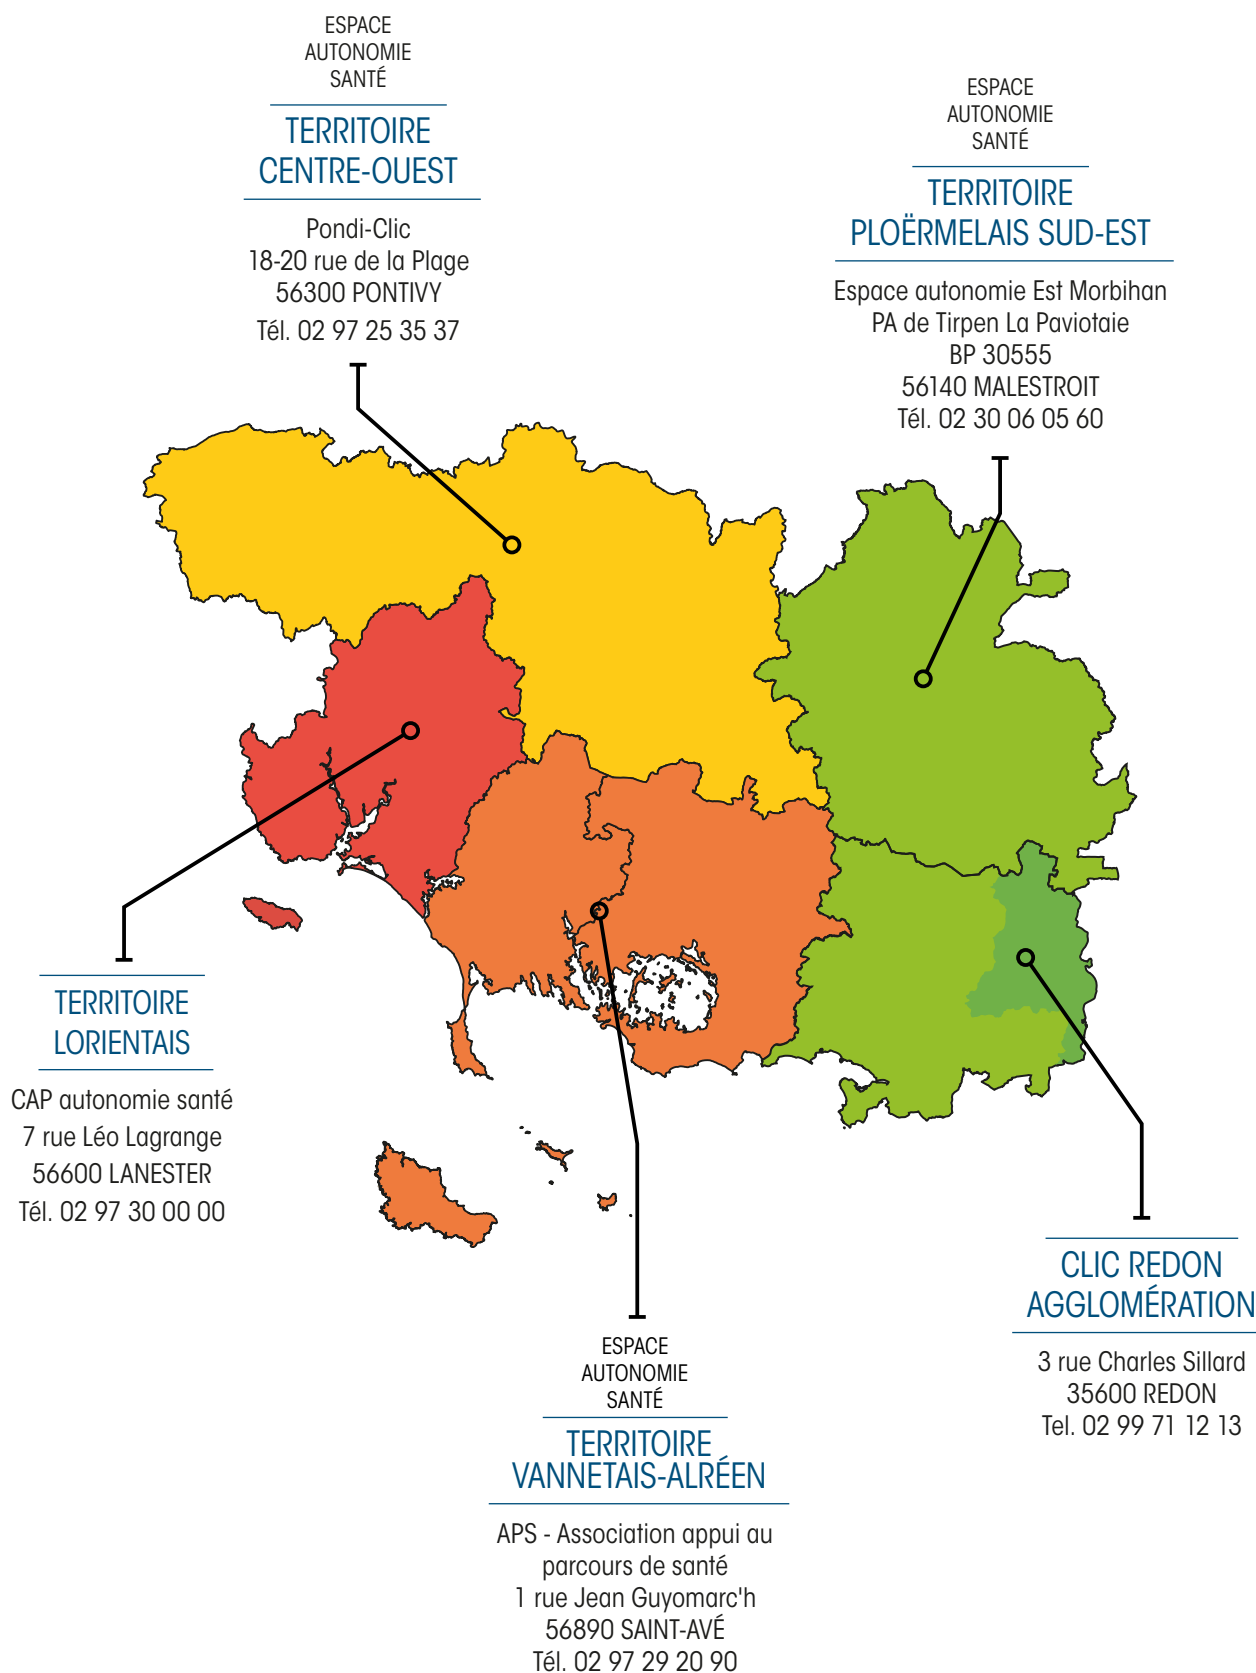 ESPACE
AUTONOMIE
SANTÉ
TERRITOIRE
CENTRE-OUEST
Pondi-Clic
18-20 rue de la Plage
56300 PONTIVY
Tél. 02 97 25 35 37
ESPACE
AUTONOMIE
SANTÉ
TERRITOIRE
PLOËRMELAIS SUD-EST
Espace autonomie Est Morbihan
PA de Tirpen La Paviotaie
BP 30555
56140 MALESTROIT
Tél. 02 30 06 05 60
TERRITOIRE
LORIENTAIS
CAP autonomie santé
7 rue Léo Lagrange
56600 LANESTER
Tél. 02 97 30 00 00
CLIC REDON
AGGLOMÉRATION
3 rue Charles Sillard
35600 REDON
Tel. 02 99 71 12 13
ESPACE
AUTONOMIE
SANTÉ
TERRITOIRE
VANNETAIS-ALRÉEN
APS - Association appui au
parcours de santé
1 rue Jean Guyomarc'h
56890 SAINT-AVÉ
Tél. 02 97 29 20 90